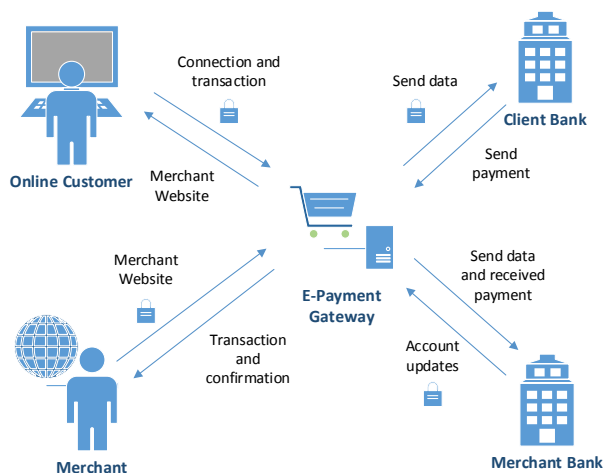 Connection and
transaction
Send data
Client Bank
Online Customer
Merchant
Website
Send
payment
Merchant
Website
Send data
and received
payment
E-Payment
Gateway
Transaction
and
confirmation
Account
updates
Merchant
Merchant Bank